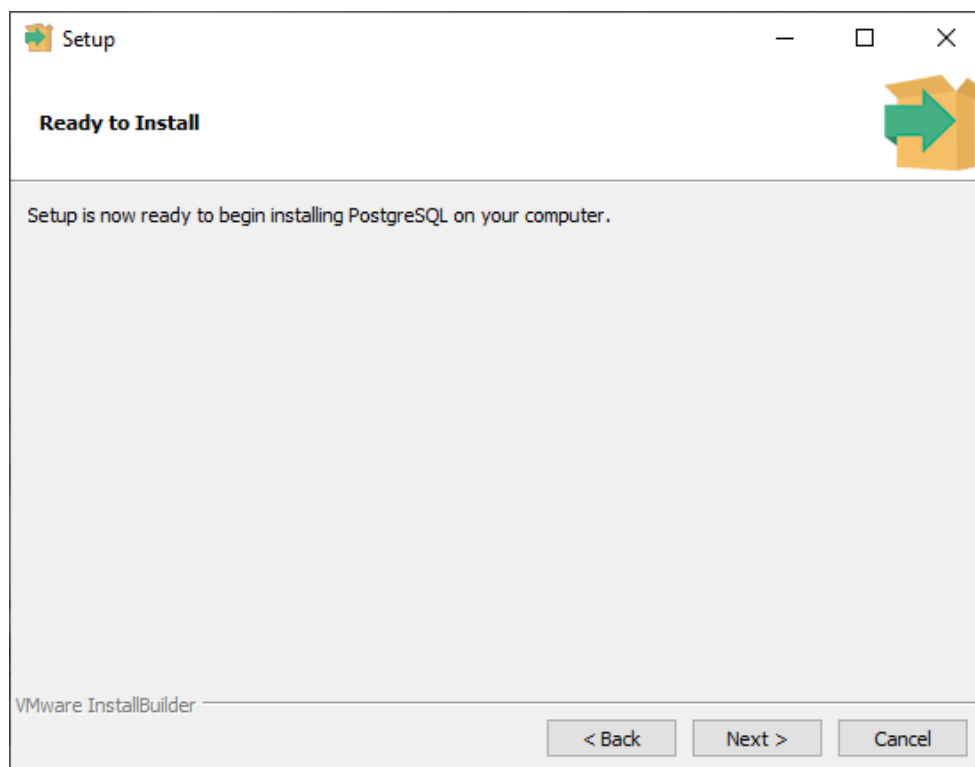 Setup
Ready to Install
Setup is now ready to begin installing PostgreSQL on your computer.
VMware InstallBuilder
< Back
Next >
Cancel